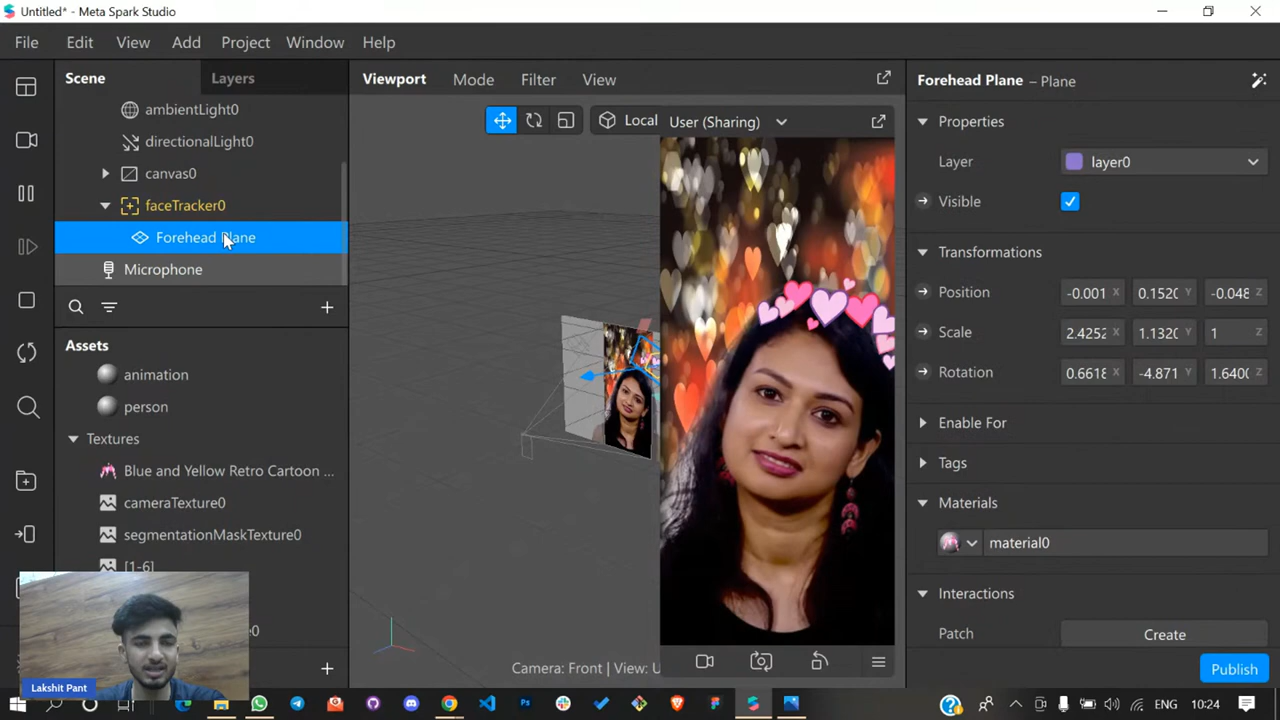 Untitled* - Meta Spark Studio
File Edit View Add Project Window Help
Scene Layers
ambientLight0
directionalLight0
canvas0
faceTracker0
Forehead Plane
Microphone
Assets
animation
person
Textures
Blue and Yellow Retro Cartoon ...
cameraTexture0
segmentationMaskTexture0
[1-6]
Lakshit Pant
Viewport Mode Filter View
Local User (Sharing)
Camera: Front | View: U
Forehead Plane – Plane
Properties
Layer layer0
Visible
Transformations
Position -0.001 X 0.152( Y -0.048 Z
Scale 2.4252 X 1.132( Y 1 Z
Rotation 0.6618 X -4.871 Y 1.640( Z
Enable For
Tags
Materials
material0
Interactions
Patch Create
Publish
ENG 10:24